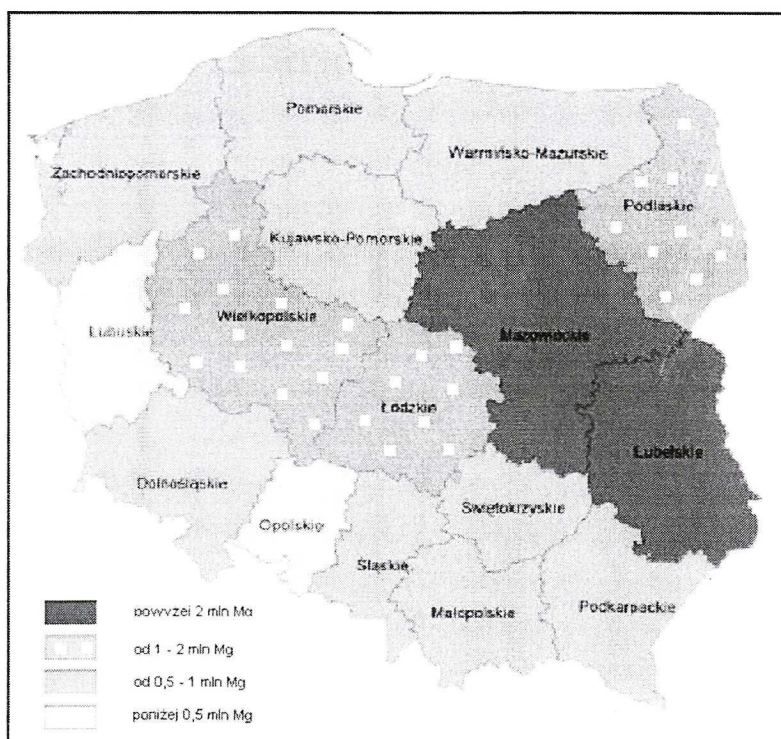 Pomorskie
Warmińsko-Mazurskie
Zachodniopomorskie
Podlaskie
Kujawsko-Pomorskie
Wielkopolskie
Lubuskie
Mazowieckie
Łódzkie
Lubelskie
Dolnośląskie
Świętokrzyskie
Opolskie
Śląskie
Małopolskie
Podkarpackie
powyżej 2 mln Mg
od 1 - 2 mln Mg
od 0,5 - 1 mln Mg
poniżej 0,5 mln Mg